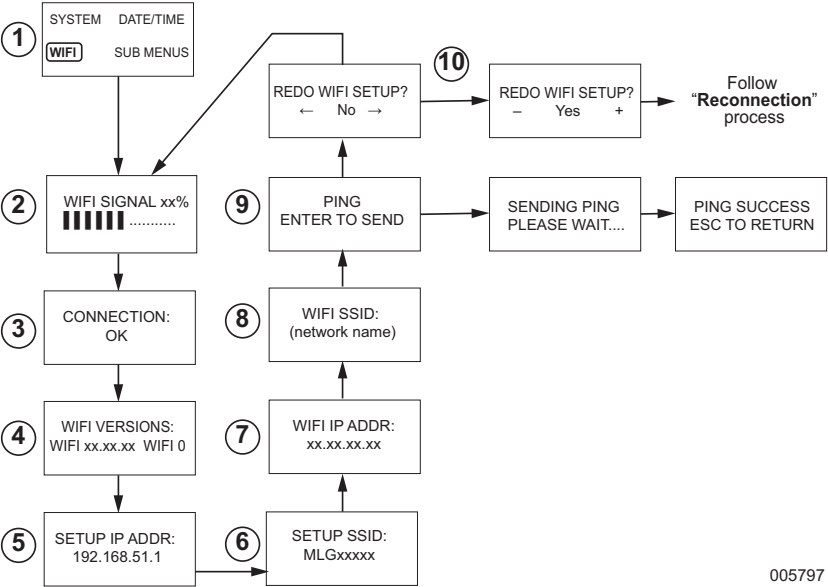 1
SYSTEM DATE/TIME
WIFI SUB MENUS
2
WIFI SIGNAL xx%
...........
3
CONNECTION:
OK
4
WIFI VERSIONS:
WIFI xx.xx.xx WIFI 0
5
SETUP IP ADDR:
192.168.51.1
6
SETUP SSID:
MLGxxxxx
7
WIFI IP ADDR:
xx.xx.xx.xx
8
WIFI SSID:
(network name)
9
PING
ENTER TO SEND
SENDING PING
PLEASE WAIT....
PING SUCCESS
ESC TO RETURN
10
REDO WIFI SETUP?
← No →
REDO WIFI SETUP?
– Yes +
Follow
“Reconnection”
process
005797